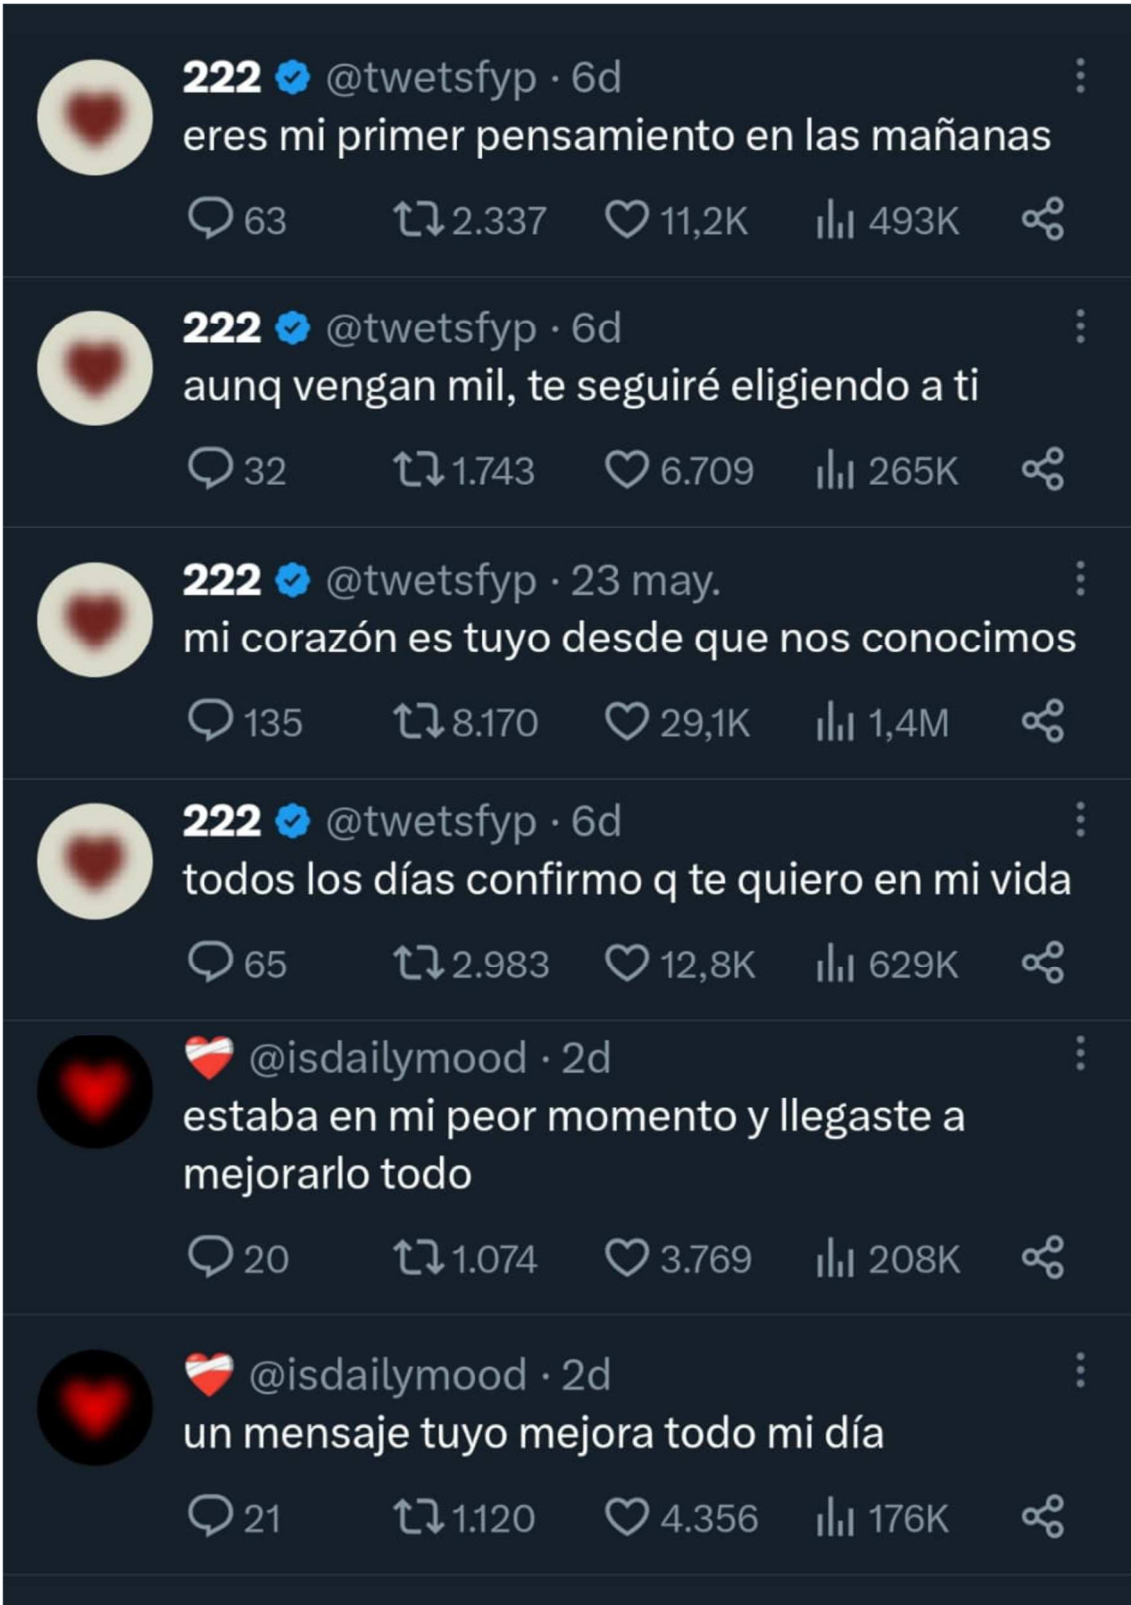 222 @twetsfyp · 6d
eres mi primer pensamiento en las mañanas
63 2.337 11,2K 493K
222 @twetsfyp · 6d
aunq vengan mil, te seguiré eligiendo a ti
32 1.743 6.709 265K
222 @twetsfyp · 23 may.
mi corazón es tuyo desde que nos conocimos
135 8.170 29,1K 1,4M
222 @twetsfyp · 6d
todos los días confirmo q te quiero en mi vida
65 2.983 12,8K 629K
❤️‍🩹 @isdailymood · 2d
estaba en mi peor momento y llegaste a
mejorarlo todo
20 1.074 3.769 208K
❤️‍🩹 @isdailymood · 2d
un mensaje tuyo mejora todo mi día
21 1.120 4.356 176K